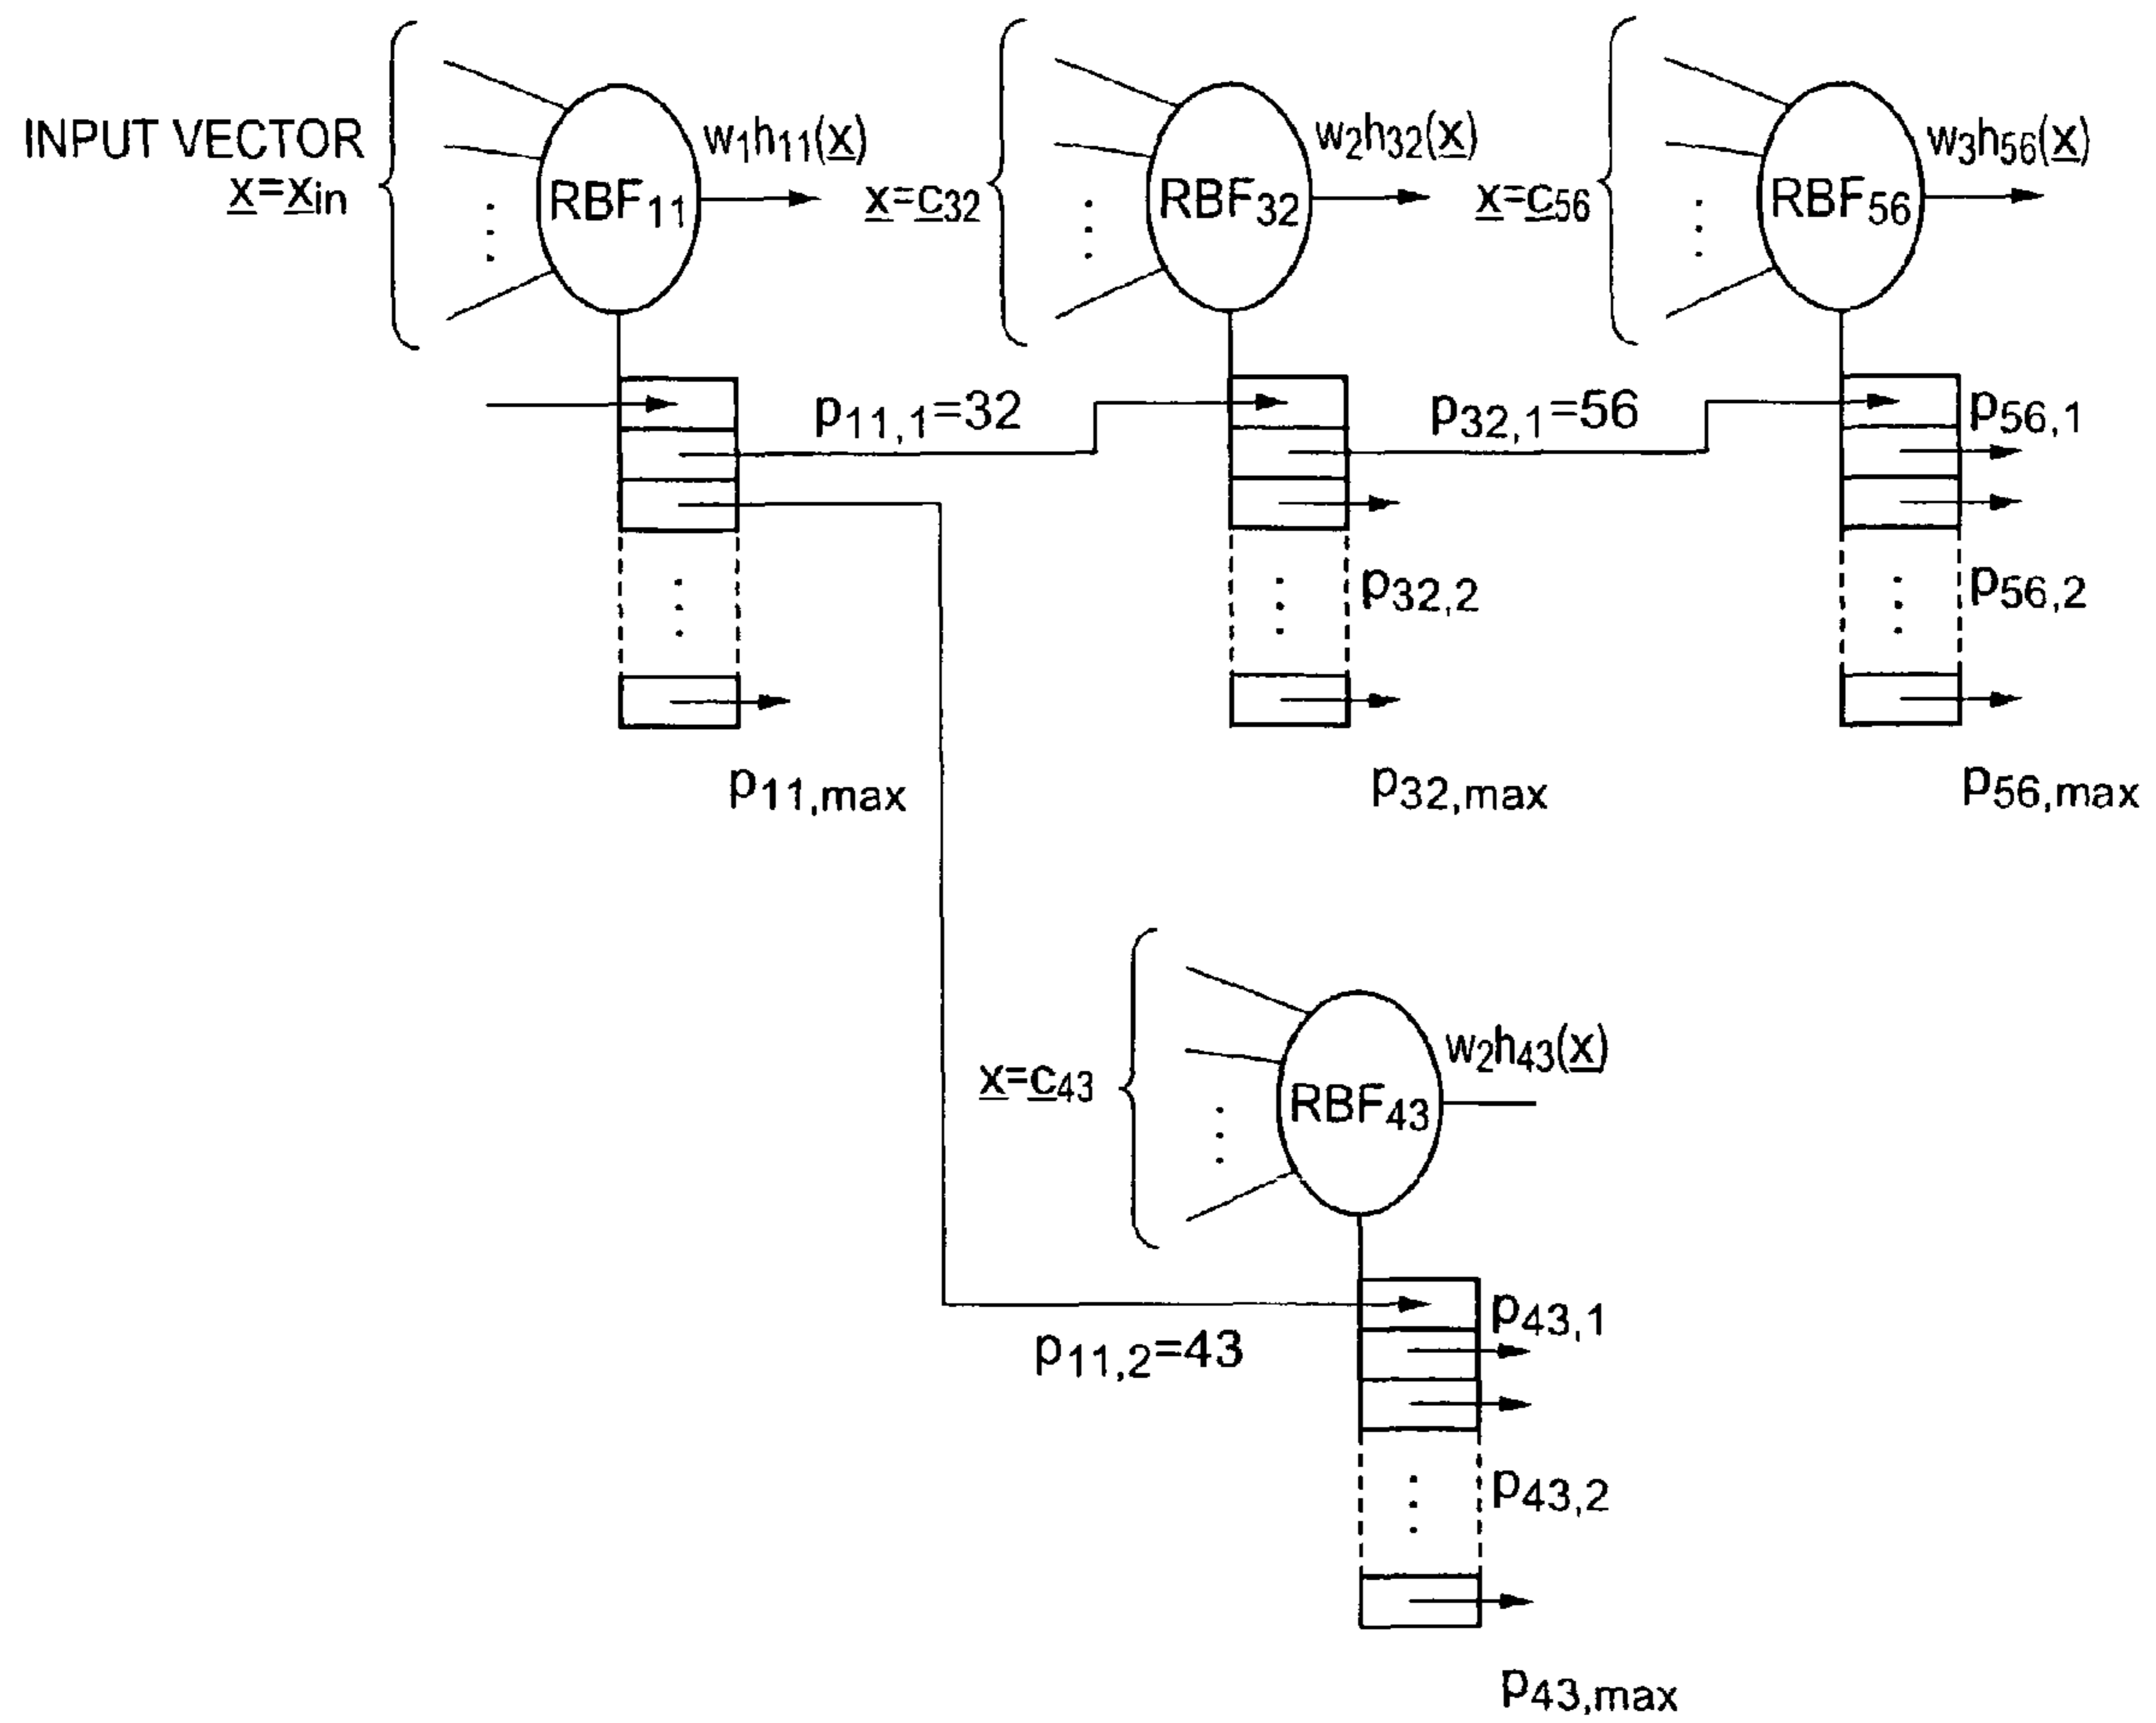 INPUT VECTOR
x=xin
RBF11
w1h11(x)
x=c32
RBF32
w2h32(x)
x=c56
RBF56
w3h56(x)
p11,1=32
p32,1=56
p56,1
p32,2
p56,2
p11,max
p32,max
p56,max
x=c43
RBF43
w2h43(x)
p11,2=43
p43,1
p43,2
p43,max